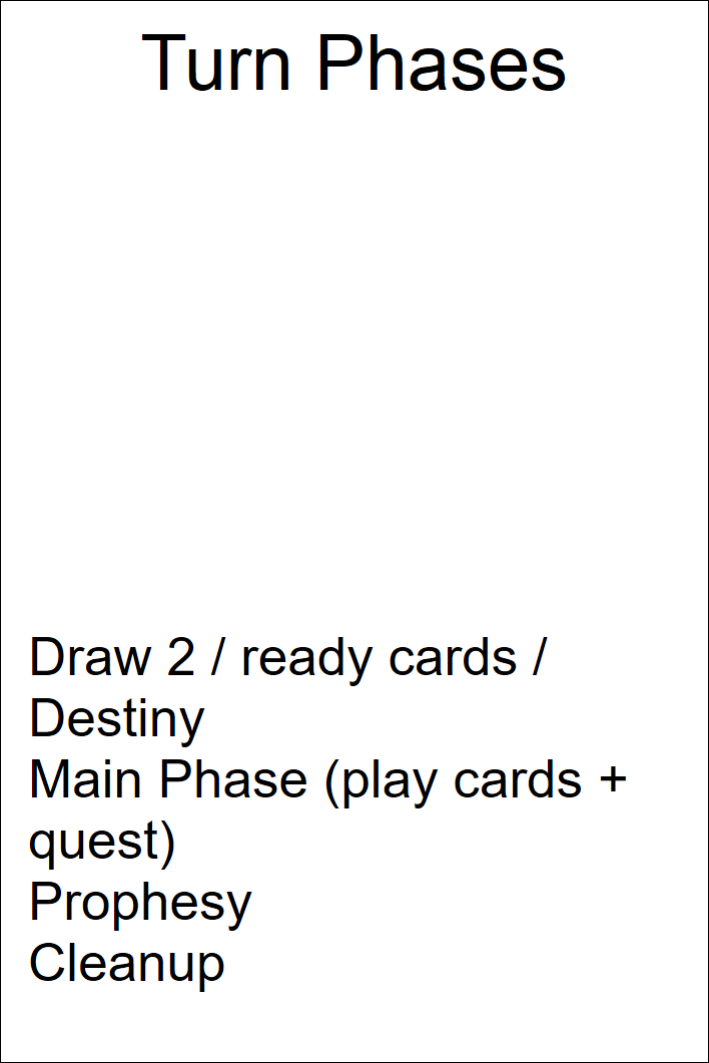 Turn Phases
Draw 2 / ready cards /
Destiny
Main Phase (play cards +
quest)
Prophesy
Cleanup